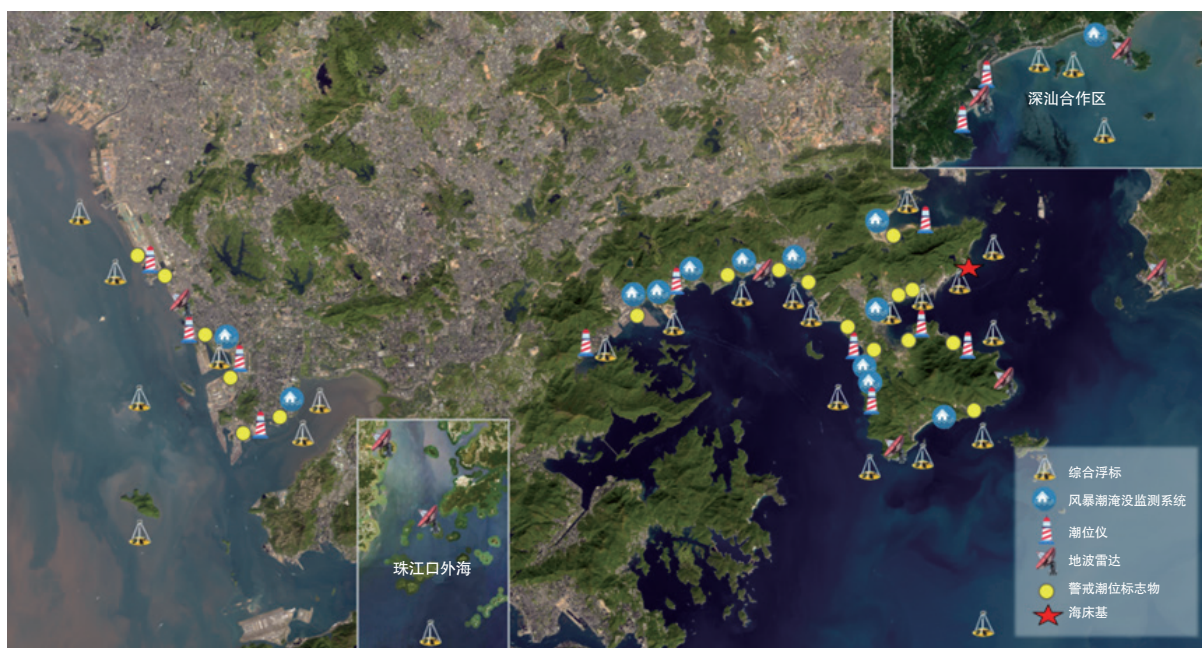 深汕合作区
珠江口外海
综合浮标
风暴潮淹没监测系统
潮位仪
地波雷达
警戒潮位标志物
海床基